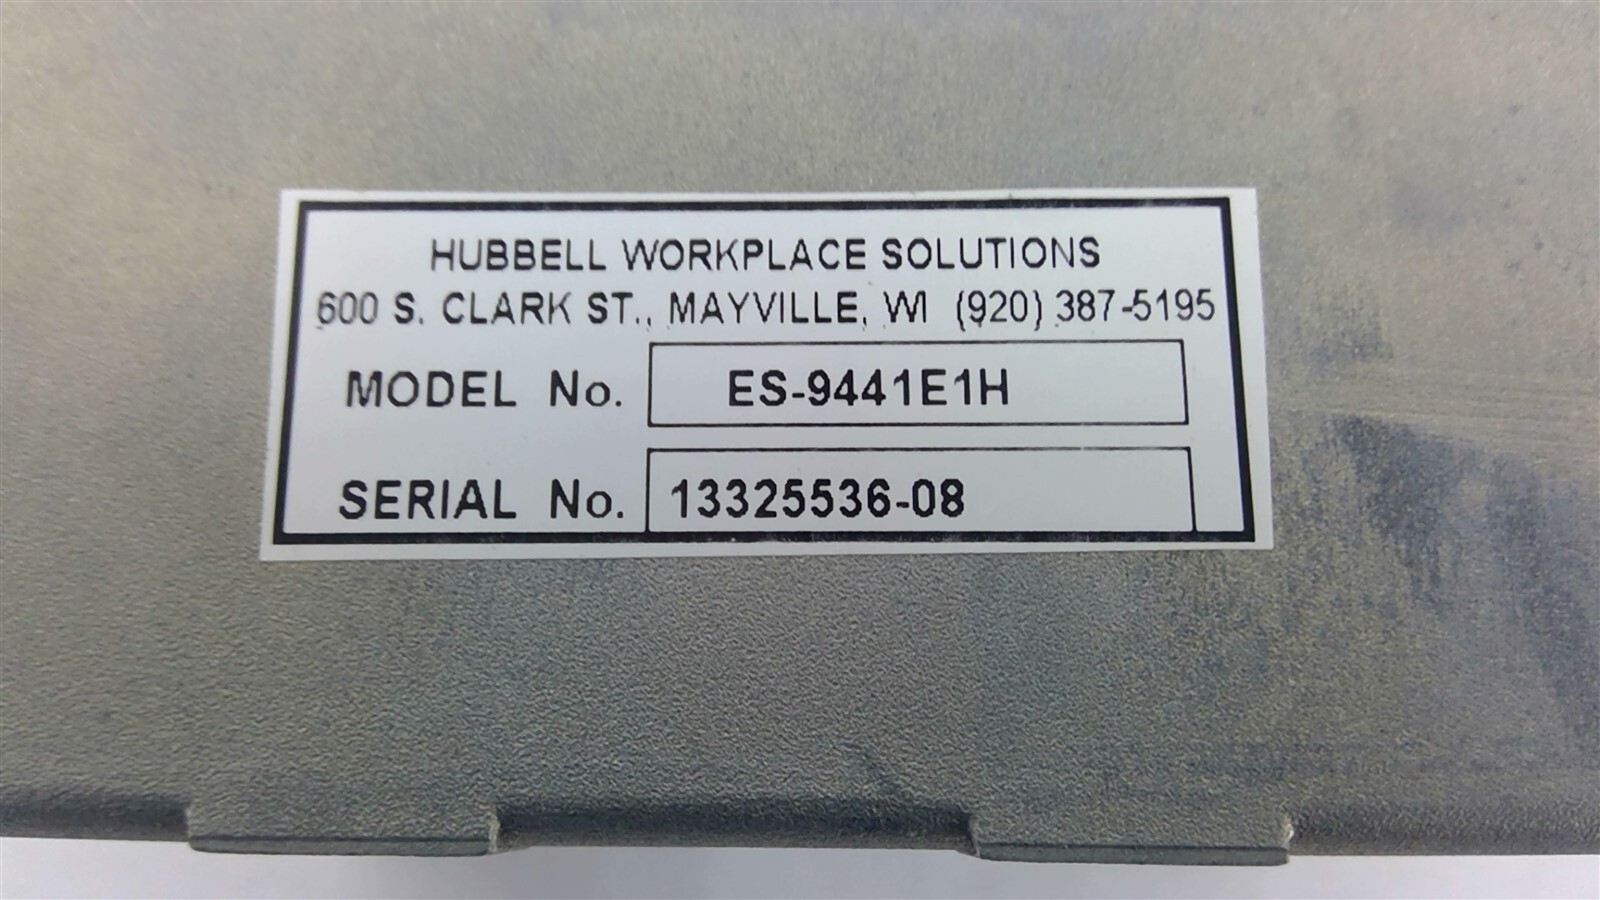 HUBBELL WORKPLACE SOLUTIONS
600 S. CLARK ST., MAYVILLE, WI (920) 387-5195
MODEL No. ES-9441E1H
SERIAL No. 13325536-08